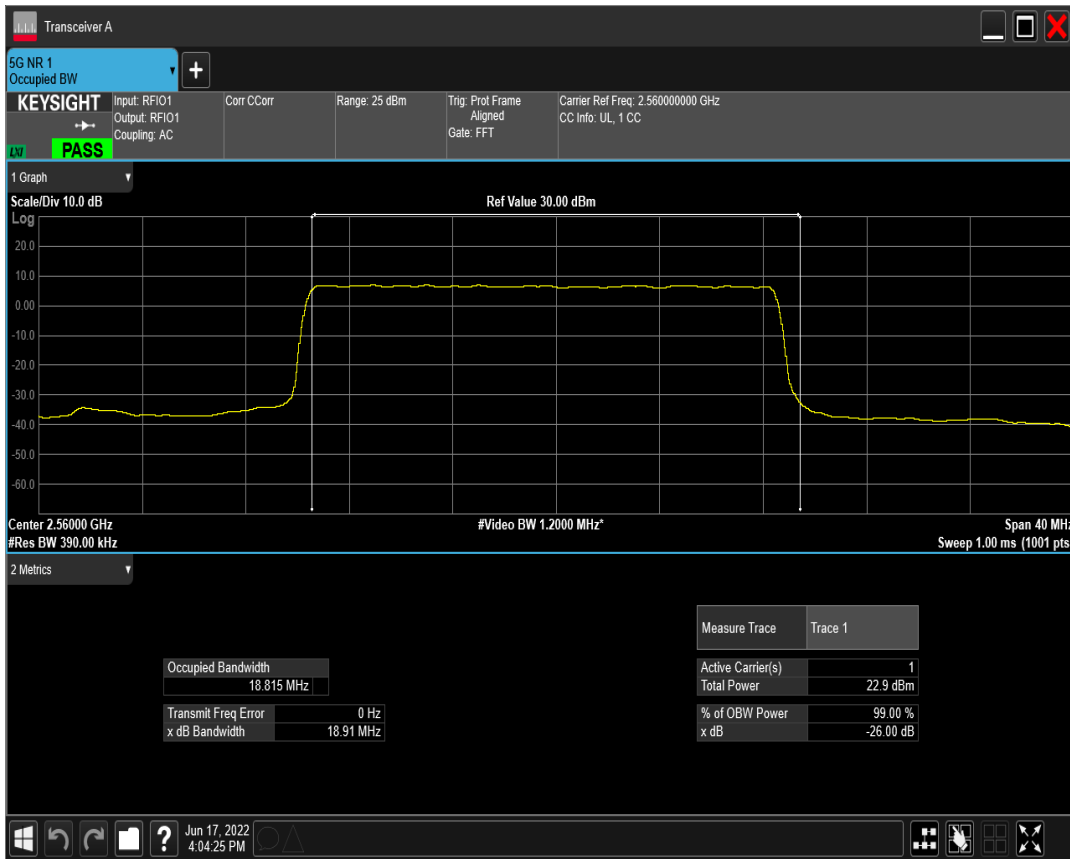 Transceiver A
5G NR 1
Occupied BW
+
KEYSIGHT
LXI
PASS
Input: RFIO1
Output: RFIO1
Coupling: AC
Corr CCorr
Range: 25 dBm
Trig: Prot Frame
Aligned
Gate: FFT
Carrier Ref Freq: 2.560000000 GHz
CC Info: UL, 1 CC
1 Graph
Scale/Div 10.0 dB
Ref Value 30.00 dBm
Log
20.0
10.0
0.00
-10.0
-20.0
-30.0
-40.0
-50.0
-60.0
Center 2.56000 GHz
#Video BW 1.2000 MHz*
Span 40 MHz
#Res BW 390.00 kHz
Sweep 1.00 ms (1001 pts
2 Metrics
Measure Trace Trace 1
Occupied Bandwidth
18.815 MHz
Active Carrier(s) 1
Total Power 22.9 dBm
Transmit Freq Error 0 Hz
x dB Bandwidth 18.91 MHz
% of OBW Power 99.00 %
x dB -26.00 dB
?
Jun 17, 2022
4:04:25 PM